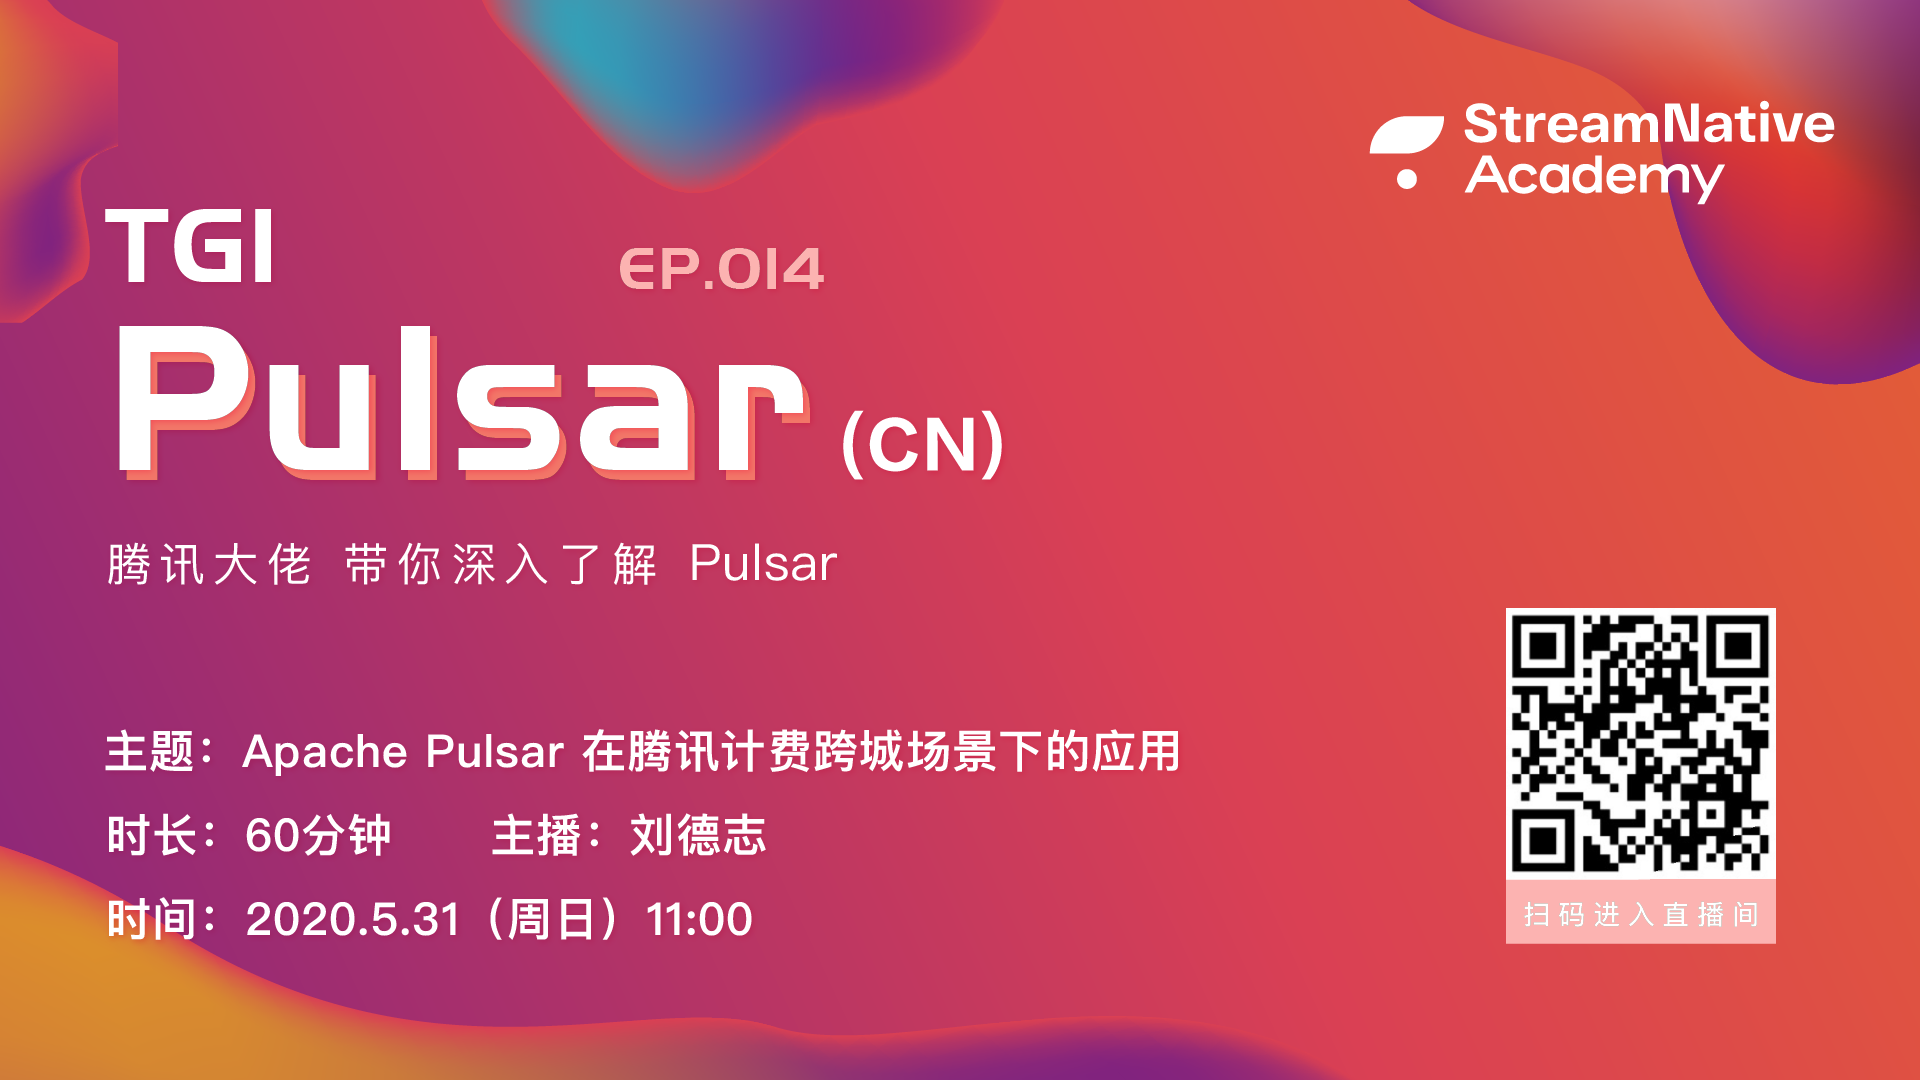 StreamNative
Academy
TGI
EP.014
Pulsar (CN)
腾讯大佬 带你深入了解 Pulsar
主题：Apache Pulsar 在腾讯计费跨城场景下的应用
时长：60分钟 主播：刘德志
时间：2020.5.31（周日）11:00
扫码进入直播间